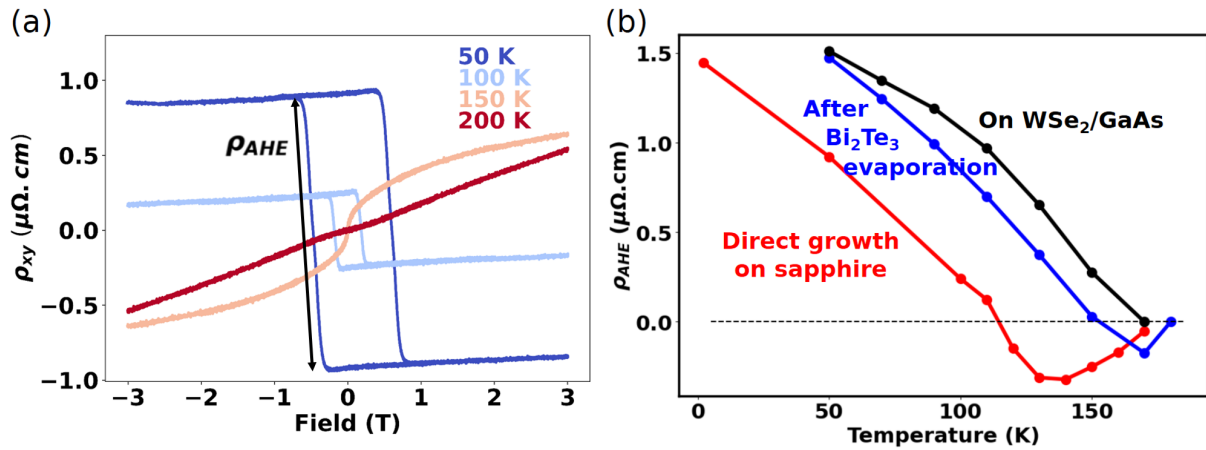 (a)
1.0
0.5
0.0
−0.5
−1.0
ρxy (μΩ.cm)
50 K
100 K
150 K
200 K
ρAHE
−3 −2 −1 0 1 2 3
Field (T)
(b)
1.5
1.0
0.5
0.0
ρAHE (μΩ.cm)
After
Bi₂Te₃
evaporation
On WSe₂/GaAs
Direct growth
on sapphire
0 50 100 150
Temperature (K)